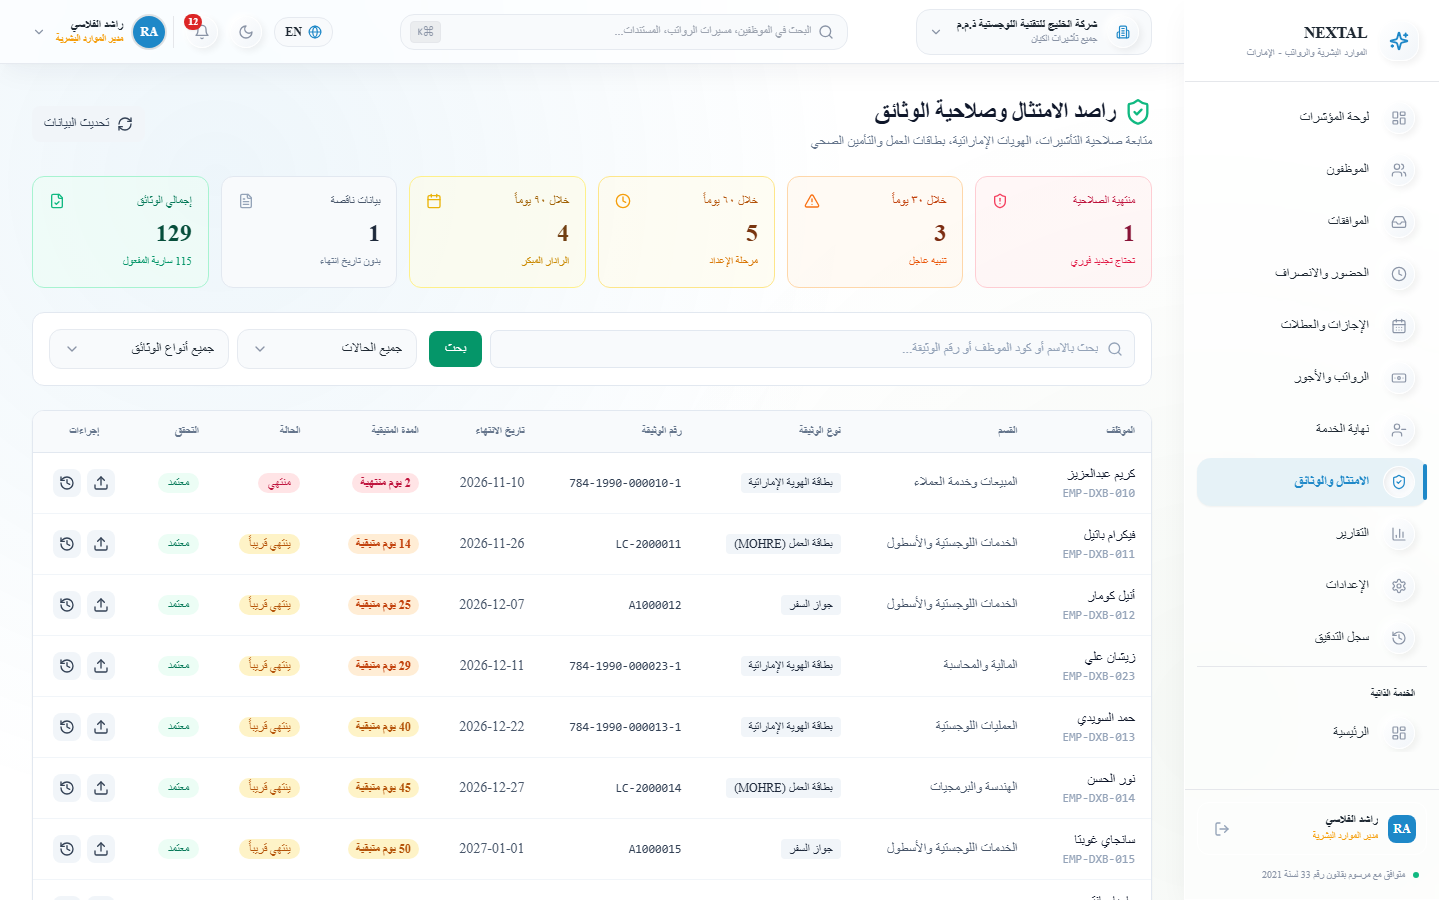 NEXTAL
الموارد البشرية والرواتب - الإمارات
لوحة المؤشرات
الموظفون
الموافقات
الحضور والانصراف
الإجازات والعطلات
الرواتب والأجور
نهاية الخدمة
الامتثال والوثائق
التقارير
الإعدادات
سجل التدقيق
الخدمة الذاتية
الرئيسية
RA
راشد الفلاسي
مدير الموارد البشرية
متوافق مع مرسوم بقانون رقم 33 لسنة 2021
شركة الخليج للتقنية اللوجستية ذ.م.م
جميع تأشيرات الكيان
البحث في الموظفين، مسيرات الرواتب، المستندات...
⌘K
EN
12
RA
راشد الفلاسي
مدير الموارد البشرية
راصد الامتثال وصلاحية الوثائق
متابعة صلاحية التأشيرات، الهويات الإماراتية، بطاقات العمل والتأمين الصحي
تحديث البيانات
منتهية الصلاحية
1
تحتاج تجديد فوري
خلال ٣٠ يوماً
3
تنبيه عاجل
خلال ٦٠ يوماً
5
مرحلة الإعداد
خلال ٩٠ يوماً
4
الرادار المبكر
بيانات ناقصة
1
بدون تاريخ انتهاء
إجمالي الوثائق
129
115 سارية المفعول
بحث بالاسم أو كود الموظف أو رقم الوثيقة...
بحث
جميع الحالات
جميع أنواع الوثائق
الموظف القسم نوع الوثيقة رقم الوثيقة تاريخ الانتهاء المدة المتبقية الحالة التحقق إجراءات
كريم عبدالعزيز المبيعات وخدمة العملاء بطاقة الهوية الإماراتية 784-1990-000010-1 2026-11-10 2 يوم منتهية منتهي معتمد
EMP-DXB-010
فيكرام باتيل الخدمات اللوجستية والأسطول بطاقة العمل (MOHRE) LC-2000011 2026-11-26 14 يوم متبقية ينتهي قريباً معتمد
EMP-DXB-011
أنيل كومار الخدمات اللوجستية والأسطول جواز السفر A1000012 2026-12-07 25 يوم متبقية ينتهي قريباً معتمد
EMP-DXB-012
زيشان علي المالية والمحاسبة بطاقة الهوية الإماراتية 784-1990-000023-1 2026-12-11 29 يوم متبقية ينتهي قريباً معتمد
EMP-DXB-023
حمد السويدي العمليات اللوجستية بطاقة الهوية الإماراتية 784-1990-000013-1 2026-12-22 40 يوم متبقية ينتهي قريباً معتمد
EMP-DXB-013
نور الحسن الهندسة والبرمجيات بطاقة العمل (MOHRE) LC-2000014 2026-12-27 45 يوم متبقية ينتهي قريباً معتمد
EMP-DXB-014
سانجاي غوبتا الخدمات اللوجستية والأسطول جواز السفر A1000015 2027-01-01 50 يوم متبقية ينتهي قريباً معتمد
EMP-DXB-015